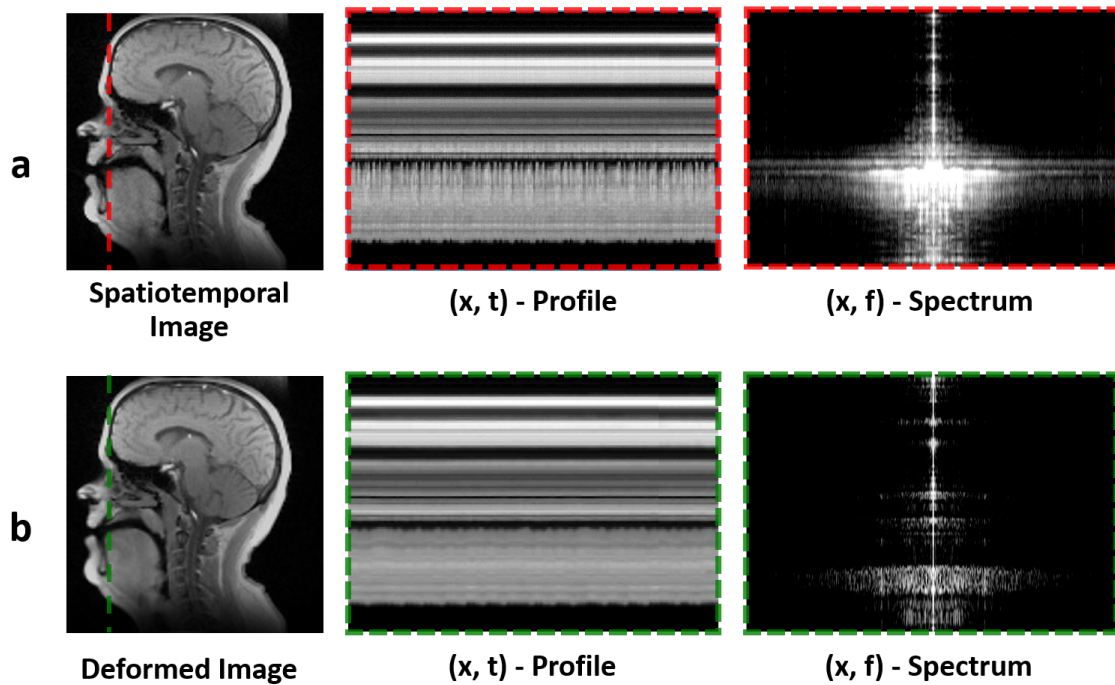 a
Spatiotemporal
Image
(x, t) - Profile
(x, f) - Spectrum
b
Deformed Image
(x, t) - Profile
(x, f) - Spectrum